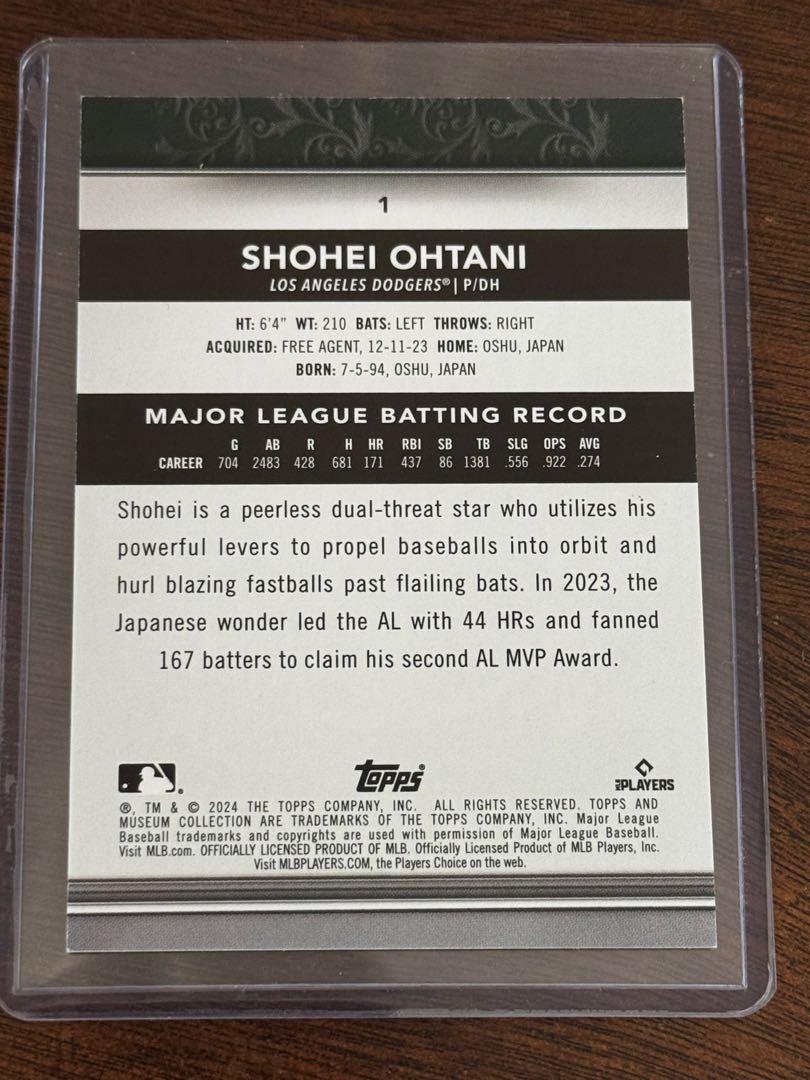 1
SHOHEI OHTANI
LOS ANGELES DODGERS® | P/DH
HT: 6'4" WT: 210 BATS: LEFT THROWS: RIGHT
ACQUIRED: FREE AGENT, 12-11-23 HOME: OSHU, JAPAN
BORN: 7-5-94, OSHU, JAPAN
MAJOR LEAGUE BATTING RECORD
G AB R H HR RBI SB TB SLG OPS AVG
CAREER 704 2483 428 681 171 437 86 1381 .556 .922 .274
Shohei is a peerless dual-threat star who utilizes his
powerful levers to propel baseballs into orbit and
hurl blazing fastballs past flailing bats. In 2023, the
Japanese wonder led the AL with 44 HRs and fanned
167 batters to claim his second AL MVP Award.
® Topps® MLB PLAYERS
®, TM & © 2024 THE TOPPS COMPANY, INC. ALL RIGHTS RESERVED. TOPPS AND
MUSEUM COLLECTION ARE TRADEMARKS OF THE TOPPS COMPANY, INC. Major League
Baseball trademarks and copyrights are used with permission of Major League Baseball.
Visit MLB.com. OFFICIALLY LICENSED PRODUCT OF MLB. Officially Licensed Product of MLB Players, Inc.
Visit MLBPLAYERS.COM, the Players Choice on the web.